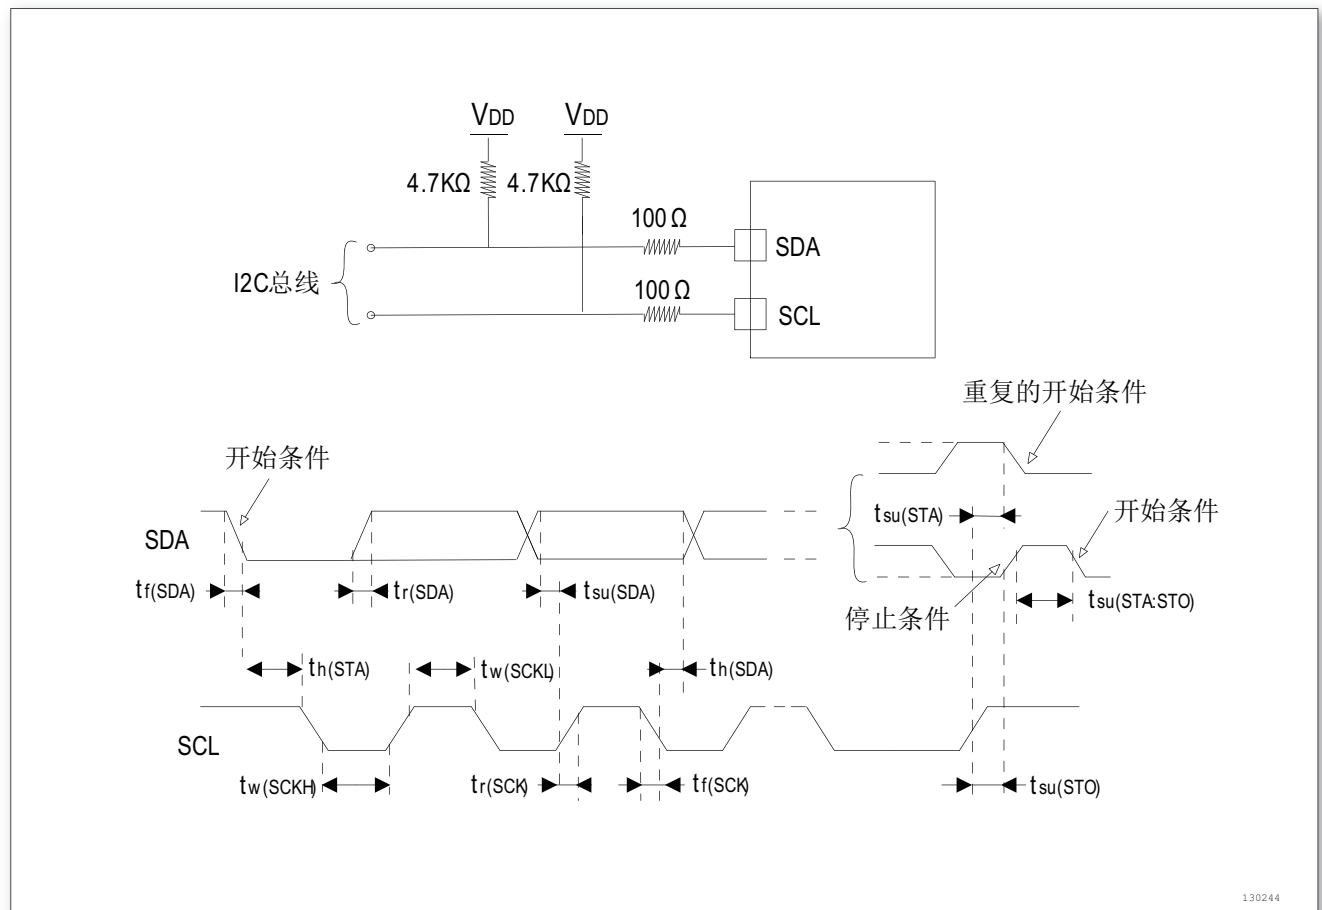 VDD VDD
4.7KΩ 4.7KΩ
100Ω
SDA
I2C总线
100Ω
SCL
重复的开始条件
开始条件
tsu(STA)
开始条件
SDA
tf(SDA) tr(SDA) tsu(SDA)
tsu(STA:STO)
停止条件
th(STA) tw(SCKL) th(SDA)
SCL
tw(SCKH) tr(SCK) tf(SCK) tsu(STO)
130244